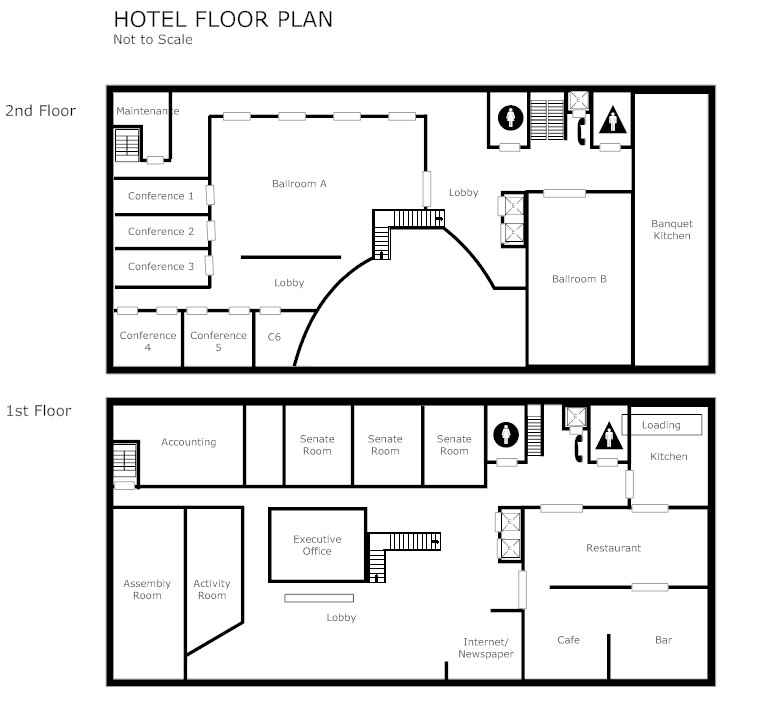 HOTEL FLOOR PLAN
Not to Scale
2nd Floor
Maintenance
Conference 1
Conference 2
Conference 3
Ballroom A
Lobby
Lobby
E
E
E
Ballroom B
Banquet
Kitchen
Conference
4
Conference
5
C6
1st Floor
Accounting
Senate
Room
Senate
Room
Senate
Room
E
Loading
Kitchen
Assembly
Room
Activity
Room
Executive
Office
Lobby
E
E
Restaurant
Internet/
Newspaper
Cafe
Bar